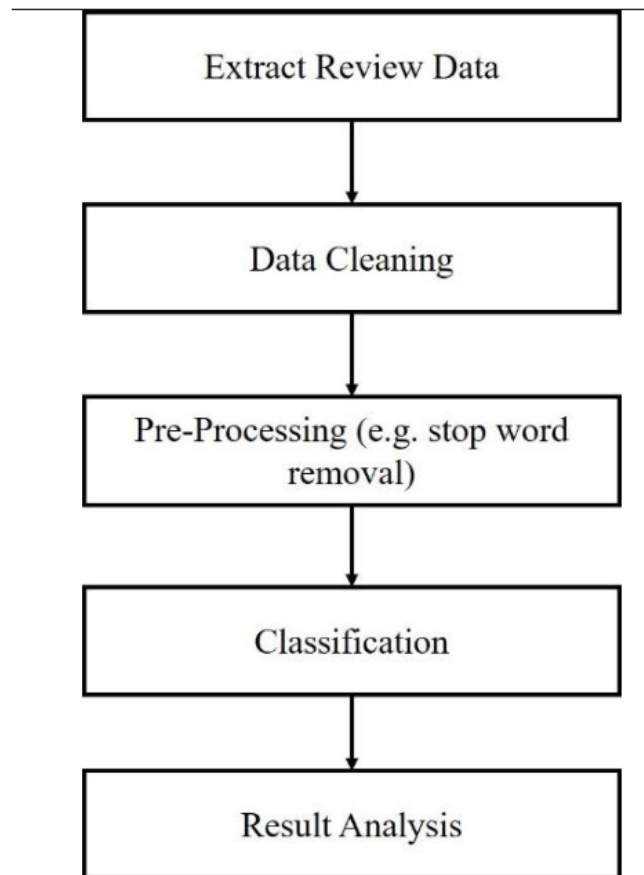 Extract Review Data
Data Cleaning
Pre-Processing (e.g. stop word
removal)
Classification
Result Analysis